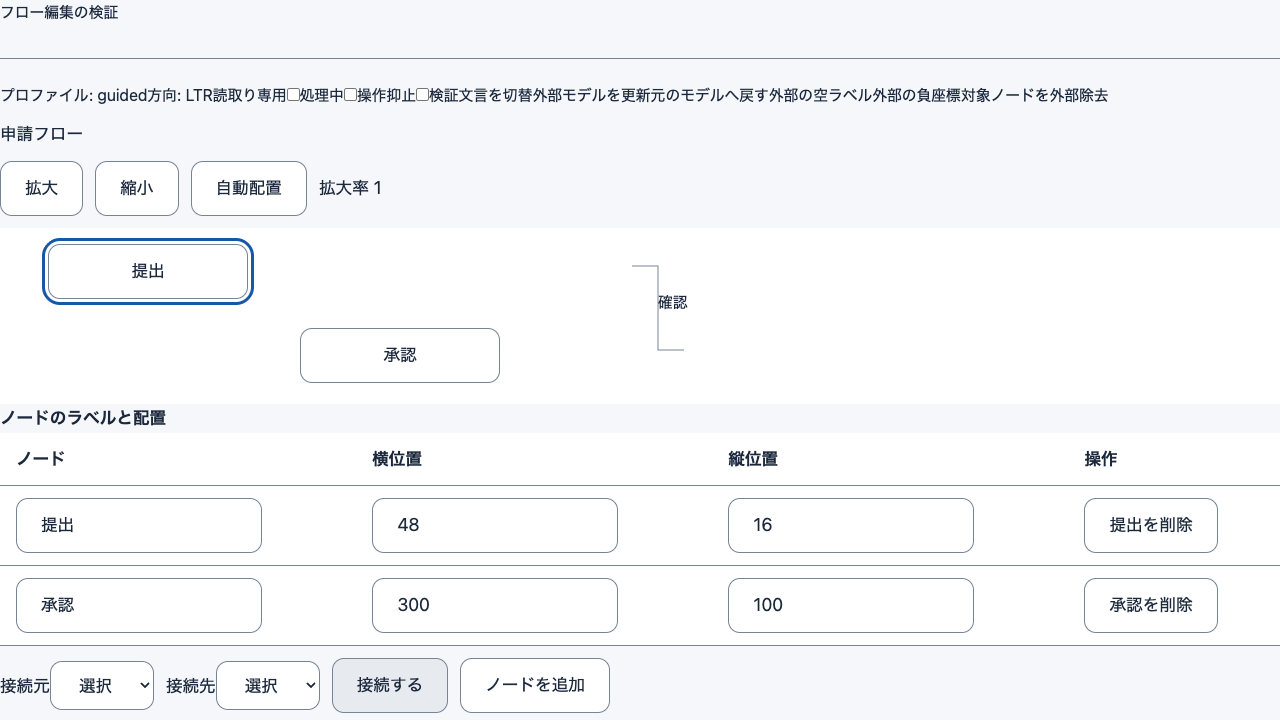 フロー編集の検証
プロファイル: guided方向: LTR読取り専用処理中操作抑止検証文言を切替外部モデルを更新元のモデルへ戻す外部の空ラベル外部の負座標対象ノードを外部除去
申請フロー
拡大 縮小 自動配置 拡大率 1
提出
確認
承認
ノードのラベルと配置
ノード 横位置 縦位置 操作
提出 48 16 提出を削除
承認 300 100 承認を削除
接続元 選択 接続先 選択 接続する ノードを追加